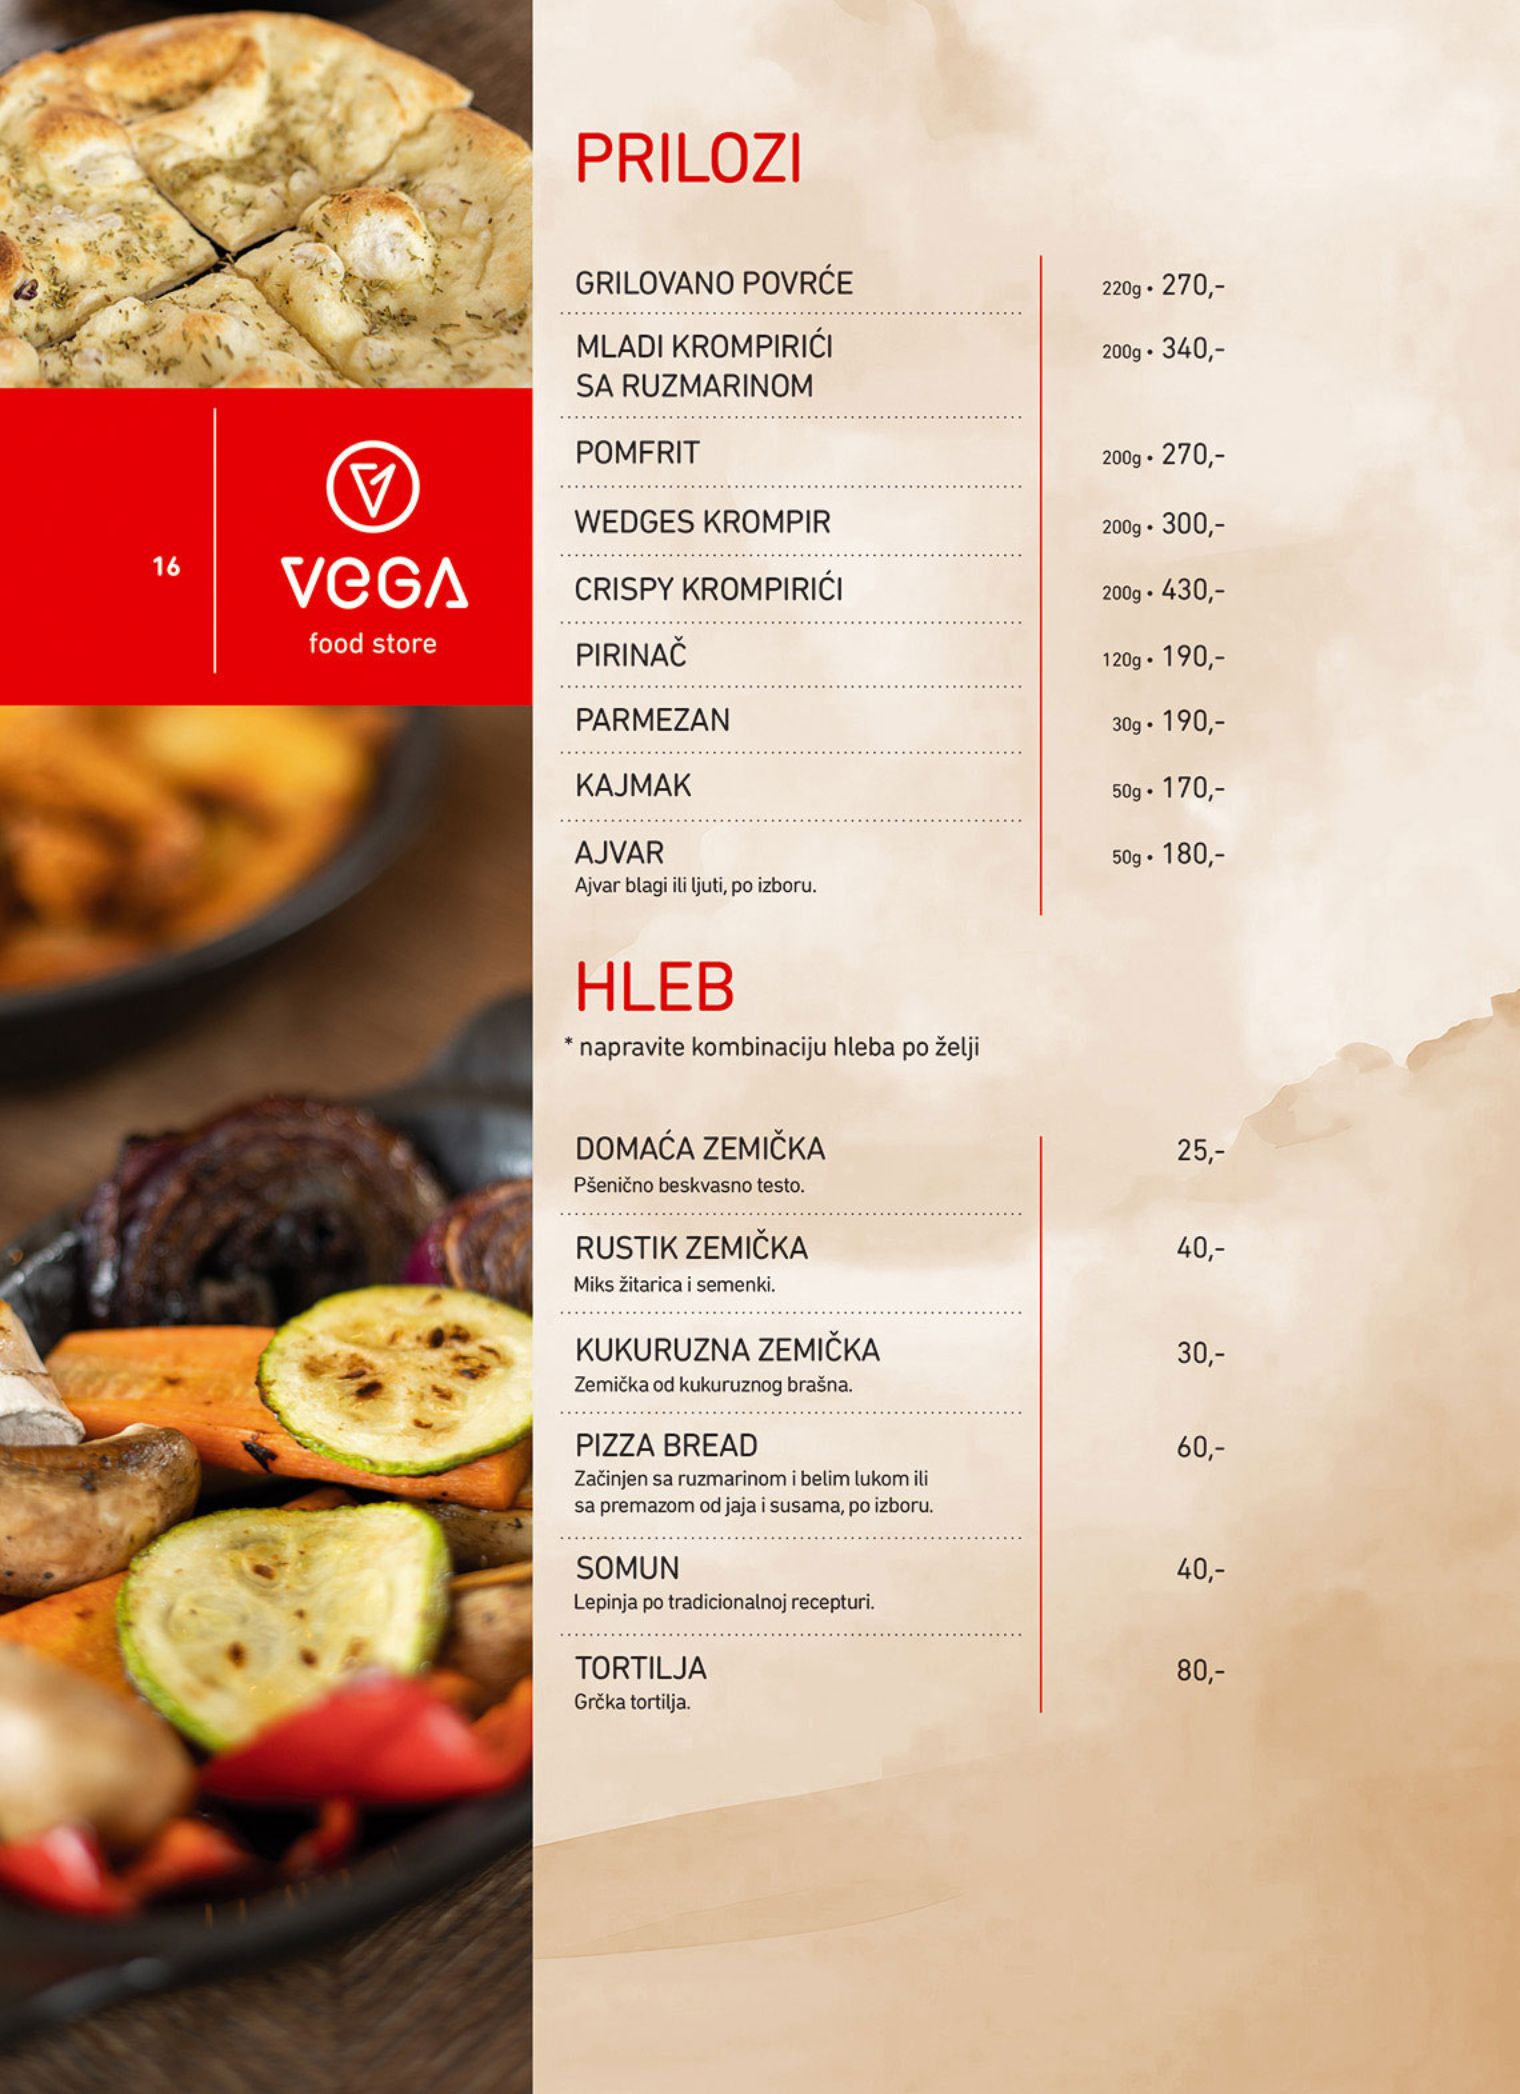 PRILOZI
GRILOVANO POVRĆE 220g • 270,-
MLADI KROMPIRIĆI 200g • 340,-
SA RUZMARINOM
POMFRIT 200g • 270,-
WEDGES KROMPIR 200g • 300,-
CRISPY KROMPIRIĆI 200g • 430,-
PIRINAČ 120g • 190,-
PARMEZAN 30g • 190,-
KAJMAK 50g • 170,-
AJVAR 50g • 180,-
Ajvar blagi ili ljuti, po izboru.
16
VEGA
food store
HLEB
* napravite kombinaciju hleba po želji
DOMAĆA ZEMIČKA 25,-
Pšenično beskvasno testo.
RUSTIK ZEMIČKA 40,-
Miks žitarica i semenki.
KUKURUZNA ZEMIČKA 30,-
Zemička od kukuruznog brašna.
PIZZA BREAD 60,-
Začinjen sa ruzmarinom i belim lukom ili
sa premazom od jaja i susama, po izboru.
SOMUN 40,-
Lepinja po tradicionalnoj recepturi.
TORTILJA 80,-
Grčka tortilja.